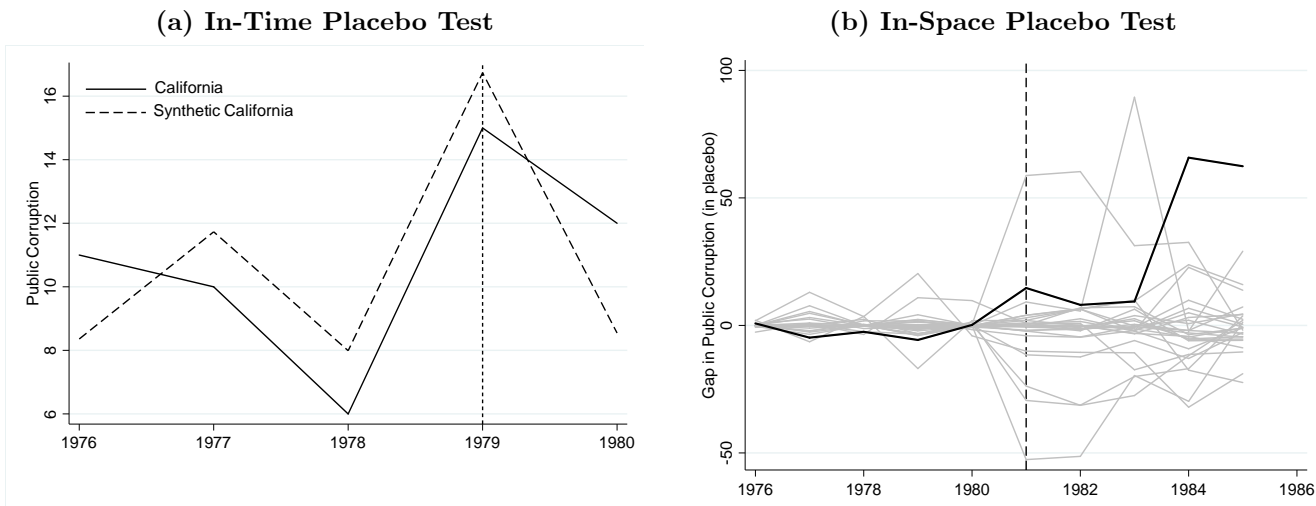 (a) In-Time Placebo Test
California
Synthetic California
Public Corruption
16
14
12
10
8
6
1976 1977 1978 1979 1980
(b) In-Space Placebo Test
Gap in Public Corruption (in placebo)
100
50
0
-50
1976 1978 1980 1982 1984 1986